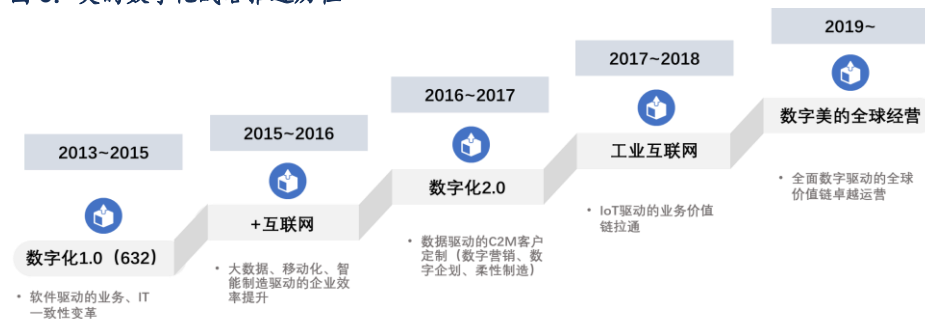 2013~2015
数字化1.0（632）
• 软件驱动的业务、IT
一致性变革
2015~2016
+互联网
• 大数据、移动化、智
能制造驱动的企业效
率提升
2016~2017
数字化2.0
• 数据驱动的C2M客户
定制（数字营销、数
字企划、柔性制造）
2017~2018
工业互联网
• IoT驱动的业务价值
链拉通
2019~
数字美的全球经营
• 全面数字驱动的全球
价值链卓越运营